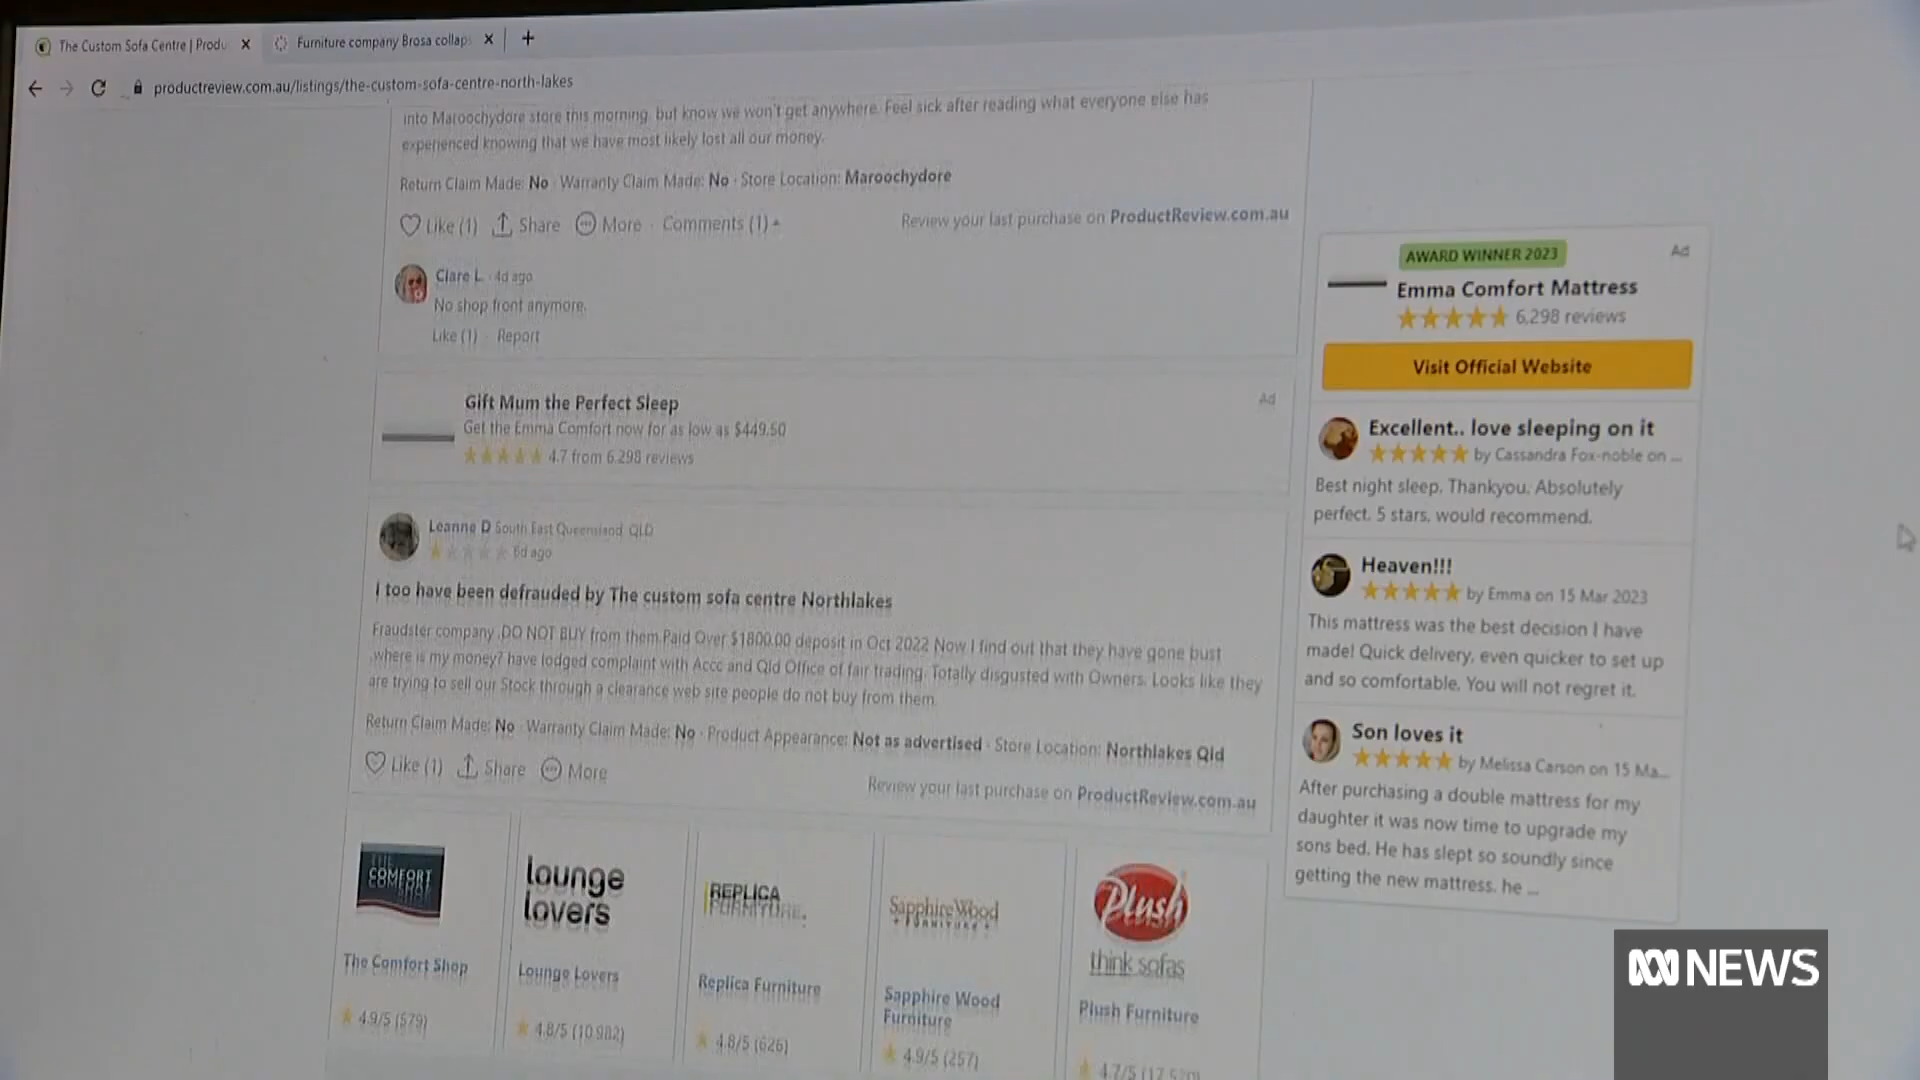 The Custom Sofa Centre | Produ
Furniture company Brosa collap
productreview.com.au/listings/the-custom-sofa-centre-north-lakes
into Maroochydore store this morning, but know we won't get anywhere. Feel sick after reading what everyone else has
experienced knowing that we have most likely lost all our money.
Return Claim Made: No · Warranty Claim Made: No · Store Location: Maroochydore
Like (1) Share More · Comments (1)
Review your last purchase on ProductReview.com.au
Clare L. · 4d ago
No shop front anymore.
Like (1) · Report
Gift Mum the Perfect Sleep
Ad
Get the Emma Comfort now for as low as $449.50
4.7 from 6,298 reviews
Leanne D South East Queensland, QLD
6d ago
I too have been defrauded by The custom sofa centre Northlakes
Fraudster company .DO NOT BUY from them.Paid Over $1800.00 deposit in Oct 2022 Now I find out that they have gone bust
,where is my money? have lodged complaint with Accc and Qld Office of fair trading. Totally disgusted with Owners. Looks like they
are trying to sell our Stock through a clearance web site people do not buy from them.
Return Claim Made: No · Warranty Claim Made: No · Product Appearance: Not as advertised · Store Location: Northlakes Qld
Like (1) Share More
Review your last purchase on ProductReview.com.au
THE
COMFORT
SHOP
The Comfort Shop
4.9/5 (579)
lounge
lovers
Lounge Lovers
4.8/5 (10,982)
REPLICA
FURNITURE.
Replica Furniture
4.8/5 (626)
Sapphire Wood
FURNITURE
Sapphire Wood
Furniture
4.9/5 (257)
Plush
think sofas
Plush Furniture
4.7/5
AWARD WINNER 2023
Ad
Emma Comfort Mattress
6,298 reviews
Visit Official Website
Excellent.. love sleeping on it
by Cassandra Fox-noble on ...
Best night sleep. Thankyou. Absolutely
perfect. 5 stars. would recommend.
Heaven!!!
by Emma on 15 Mar 2023
This mattress was the best decision I have
made! Quick delivery, even quicker to set up
and so comfortable. You will not regret it.
Son loves it
by Melissa Carson on 15 Ma...
After purchasing a double mattress for my
daughter it was now time to upgrade my
sons bed. He has slept so soundly since
getting the new mattress. he ...
NEWS